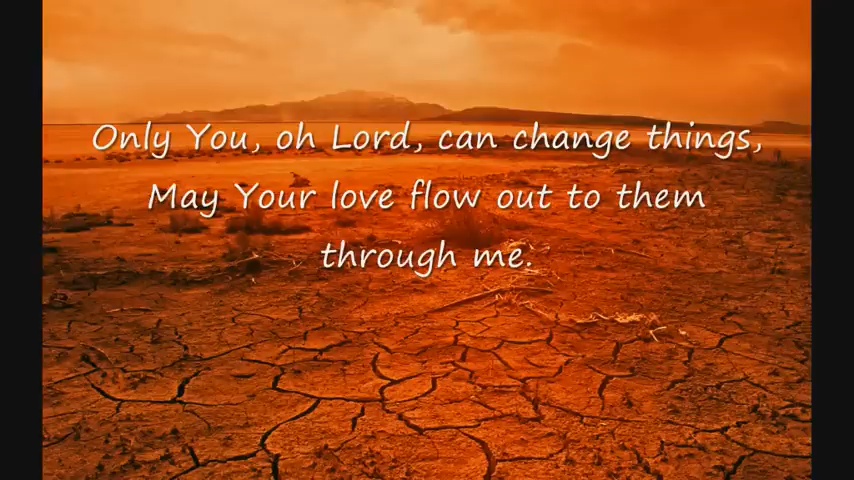 Only You, oh Lord, can change things,
May Your love flow out to them
through me.